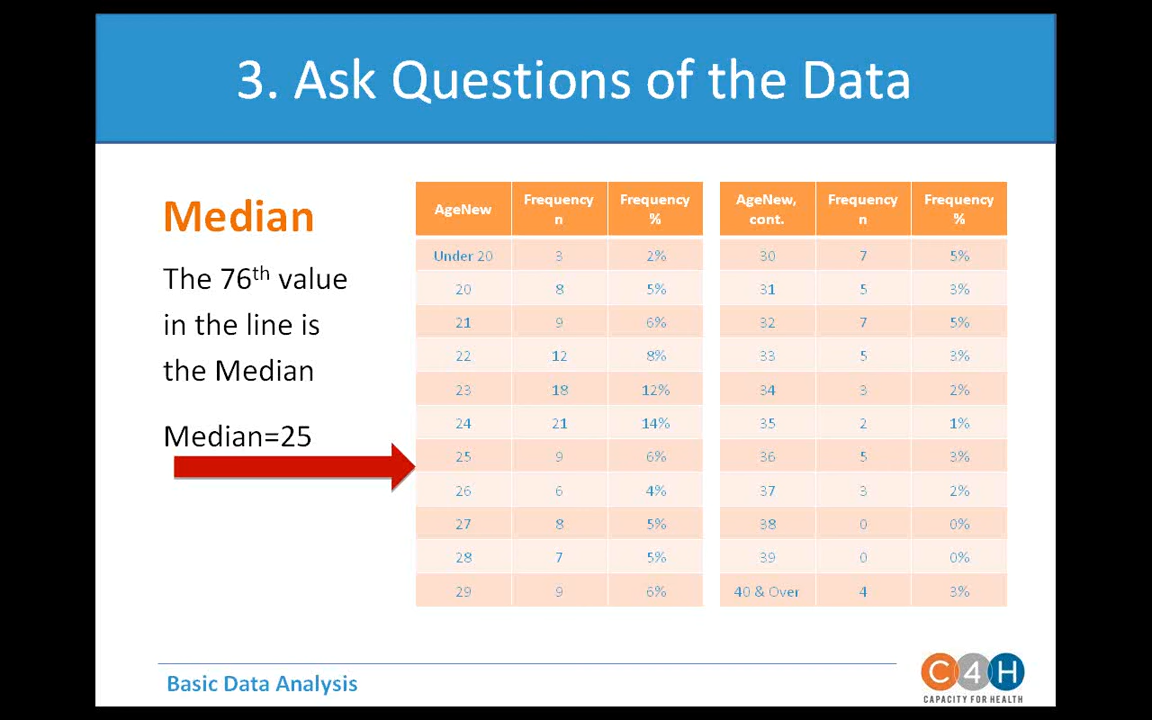 3. Ask Questions of the Data
Median
The 76th value
in the line is
the Median
Median=25
AgeNew Frequency n Frequency %
Under 20 3 2%
20 8 5%
21 9 6%
22 12 8%
23 18 12%
24 21 14%
25 9 6%
26 6 4%
27 8 5%
28 7 5%
29 9 6%
AgeNew, cont. Frequency n Frequency %
30 7 5%
31 5 3%
32 7 5%
33 5 3%
34 3 2%
35 2 1%
36 5 3%
37 3 2%
38 0 0%
39 0 0%
40 & Over 4 3%
Basic Data Analysis
C4H
CAPACITY FOR HEALTH